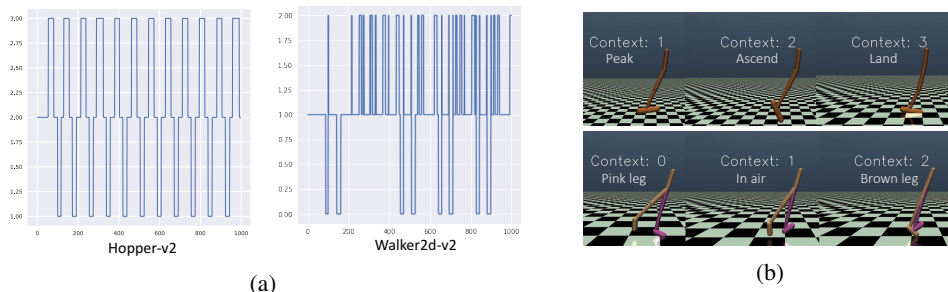 3.00
2.75
2.50
2.25
2.00
1.75
1.50
1.25
1.00
0 200 400 600 800 1000
Hopper-v2
2.00
1.75
1.50
1.25
1.00
0.75
0.50
0.25
0.00
0 200 400 600 800 1000
Walker2d-v2
(a)
Context: 1
Peak
Context: 2
Ascend
Context: 3
Land
Context: 0
Pink leg
Context: 1
In air
Context: 2
Brown leg
(b)